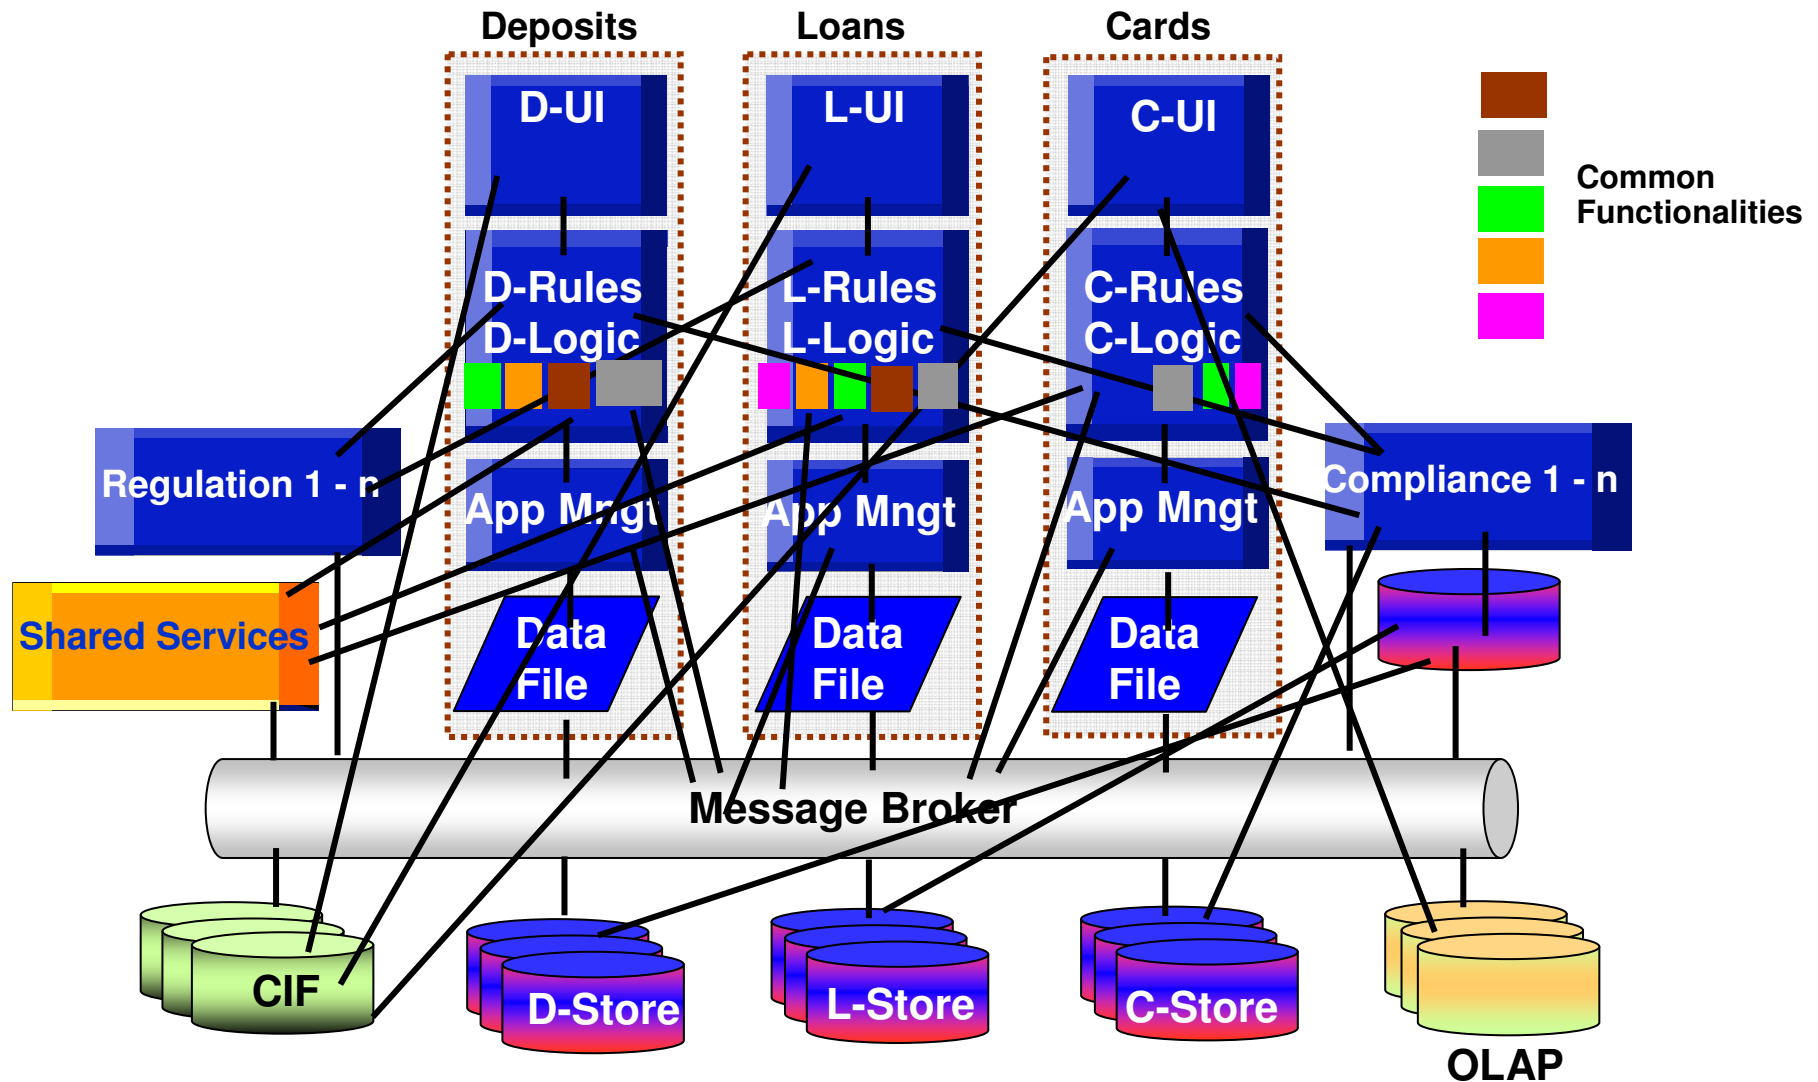 Deposits
Loans
Cards
D-UI
L-UI
C-UI
Common
Functionalities
D-Rules
D-Logic
L-Rules
L-Logic
C-Rules
C-Logic
Regulation 1 - n
App Mngt
App Mngt
App Mngt
Compliance 1 - n
Shared Services
Data
File
Data
File
Data
File
Message Broker
CIF
D-Store
L-Store
C-Store
OLAP